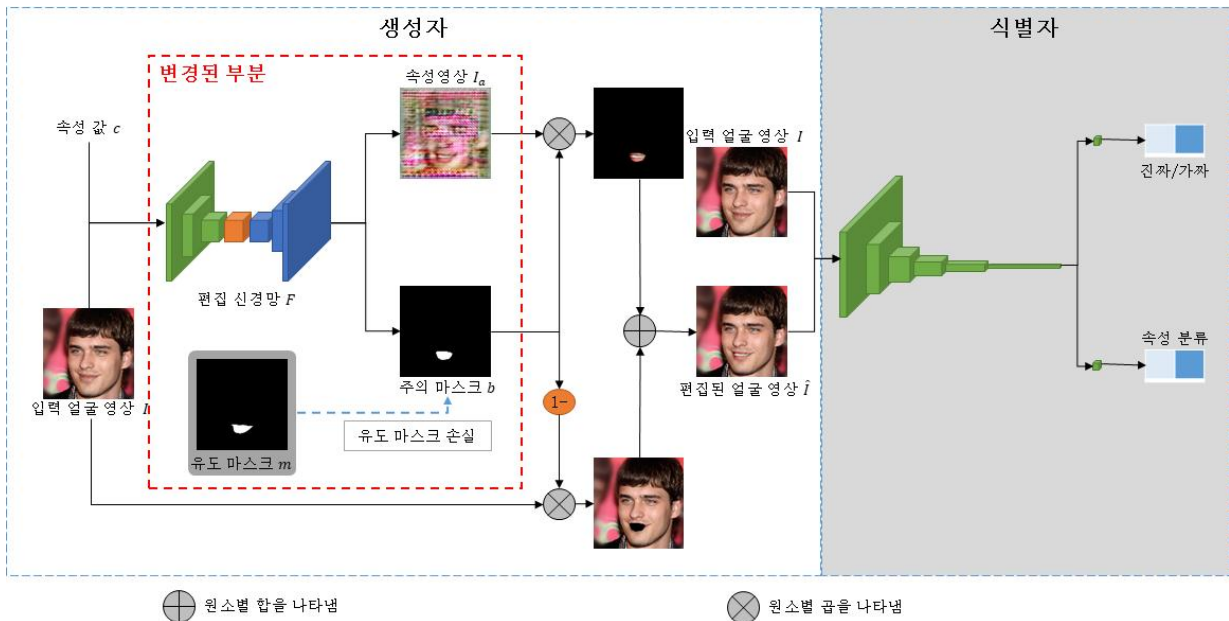 생성자
식별자
변경된 부분
속성영상 I_a
속성 값 c
입력 얼굴 영상 I
진짜/가짜
편집 신경망 F
속성 분류
주의 마스크 b
편집된 얼굴 영상 Î
1-
입력 얼굴 영상 I
유도 마스크 손실
유도 마스크 m
원소별 합을 나타냄
원소별 곱을 나타냄